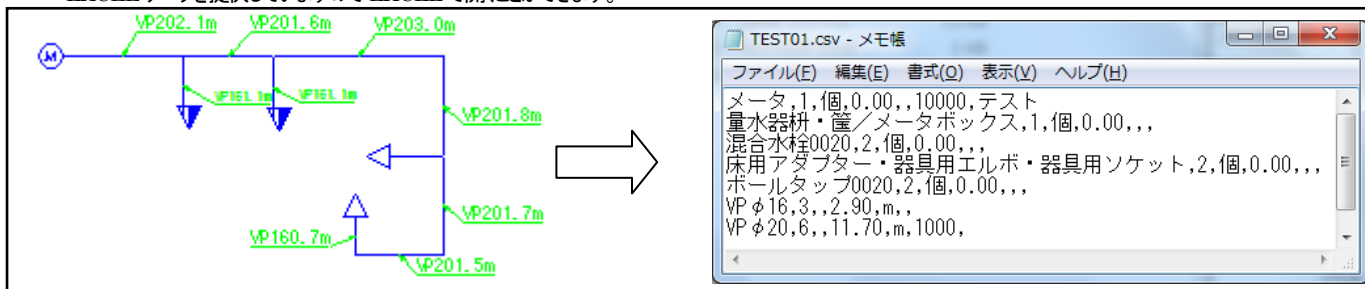 VP202.1m
VP201.6m
VP203.0m
M
VP161.1m
VP161.1m
VP201.8m
VP201.7m
VP160.7m
VP201.5m
TEST01.csv - メモ帳
ファイル(F) 編集(E) 書式(O) 表示(V) ヘルプ(H)
メータ,1,個,0.00,,10000,テスト
量水器枡・筺／メータボックス,1,個,0.00,,,
混合水栓0020,2,個,0.00,,,
床用アダプター・器具用エルボ・器具用ソケット,2,個,0.00,,,
ボールタップ0020,2,個,0.00,,,
VPφ16,3,,2.90,m,,
VPφ20,6,,11.70,m,1000,